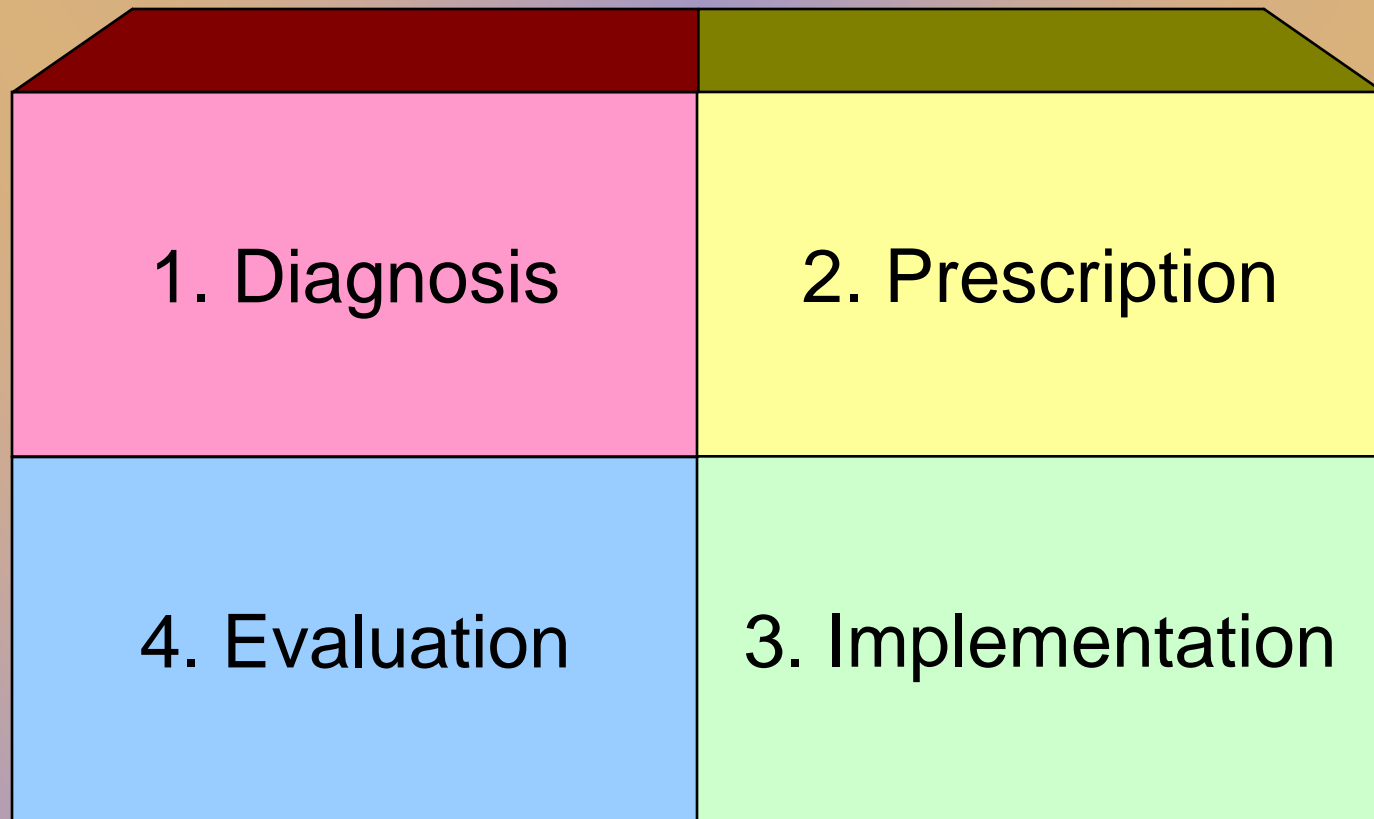 1. Diagnosis
2. Prescription
4. Evaluation
3. Implementation